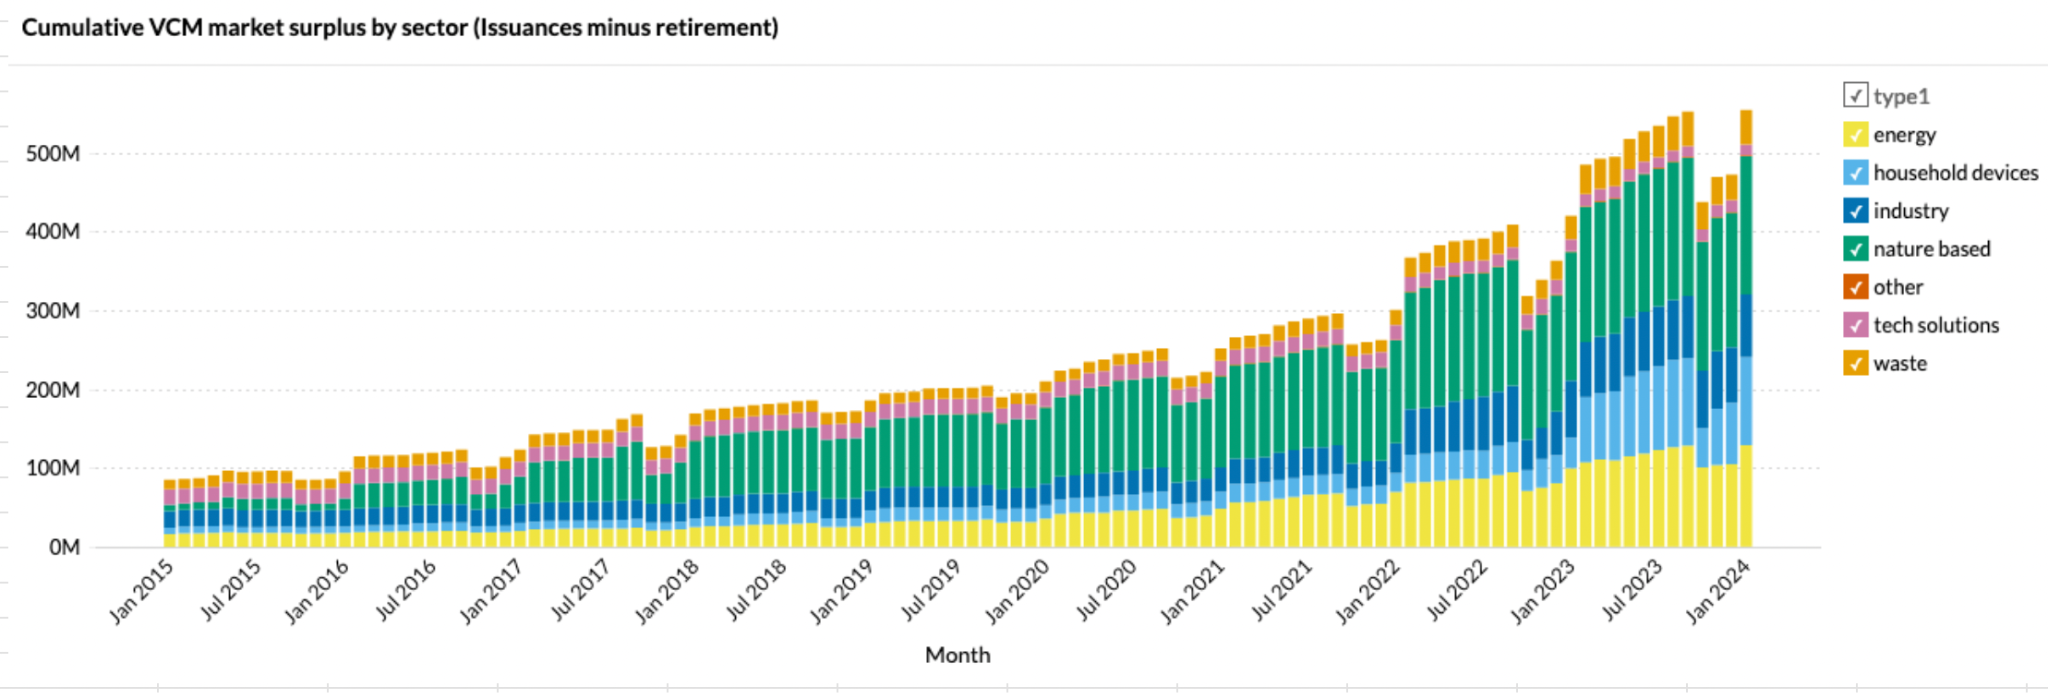 Cumulative VCM market surplus by sector (Issuances minus retirement)
type1
energy
household devices
industry
nature based
other
tech solutions
waste
500M
400M
300M
200M
100M
0M
Jan 2015
Jul 2015
Jan 2016
Jul 2016
Jan 2017
Jul 2017
Jan 2018
Jul 2018
Jan 2019
Jul 2019
Jan 2020
Jul 2020
Jan 2021
Jul 2021
Jan 2022
Jul 2022
Jan 2023
Jul 2023
Jan 2024
Month